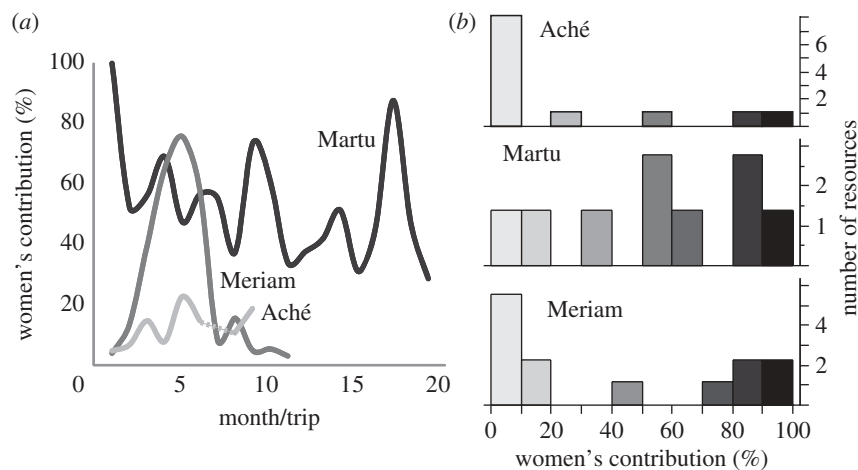 (a)
women's contribution (%)
100
80
60
40
20
0
5
10
15
20
month/trip
Martu
Meriam
Aché
(b)
Aché
6
4
2
Martu
2
1
Meriam
4
2
number of resources
0
20
40
60
80
100
women's contribution (%)